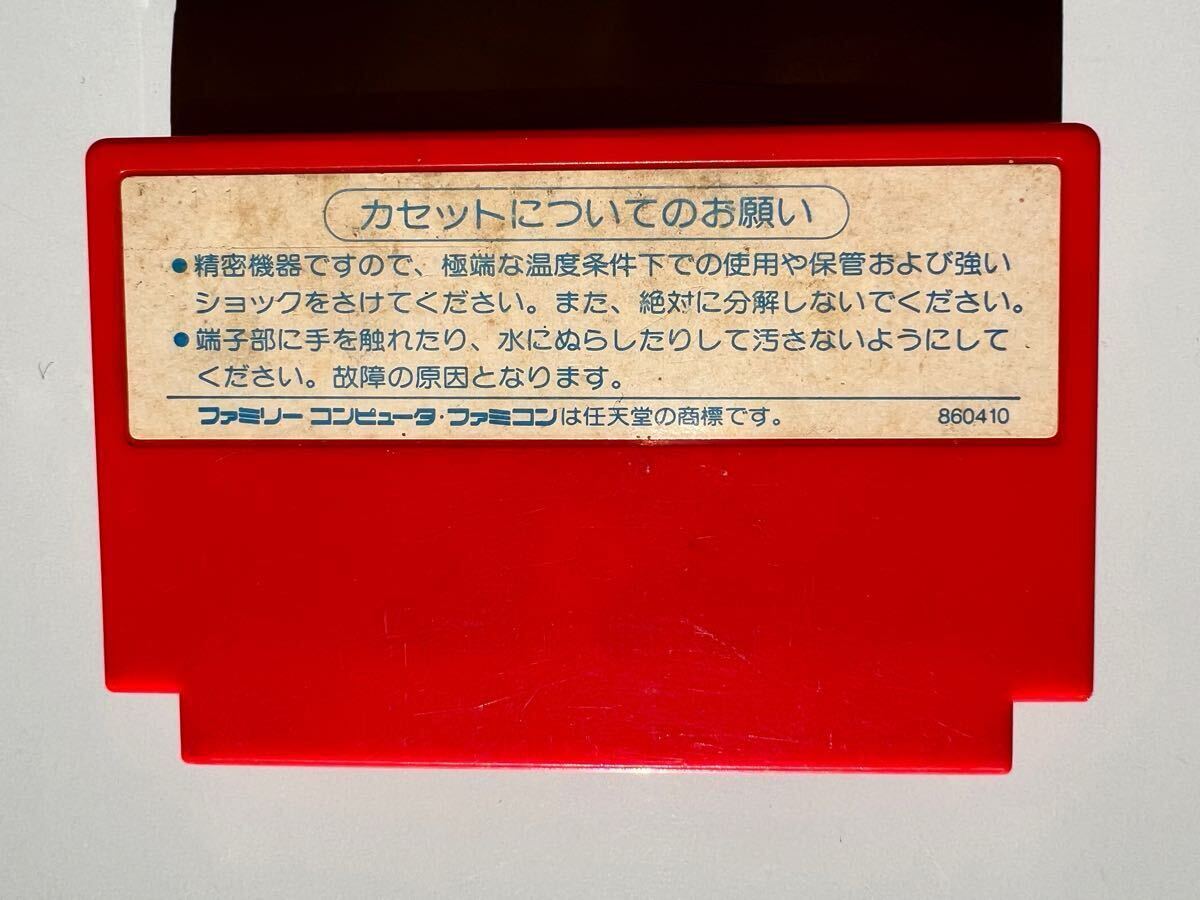 カセットについてのお願い
●精密機器ですので、極端な温度条件下での使用や保管および強い
ショックをさけてください。また、絶対に分解しないでください。
●端子部に手を触れたり、水にぬらしたりして汚さないようにして
ください。故障の原因となります。
ファミリーコンピュータ・ファミコンは任天堂の商標です。 860410